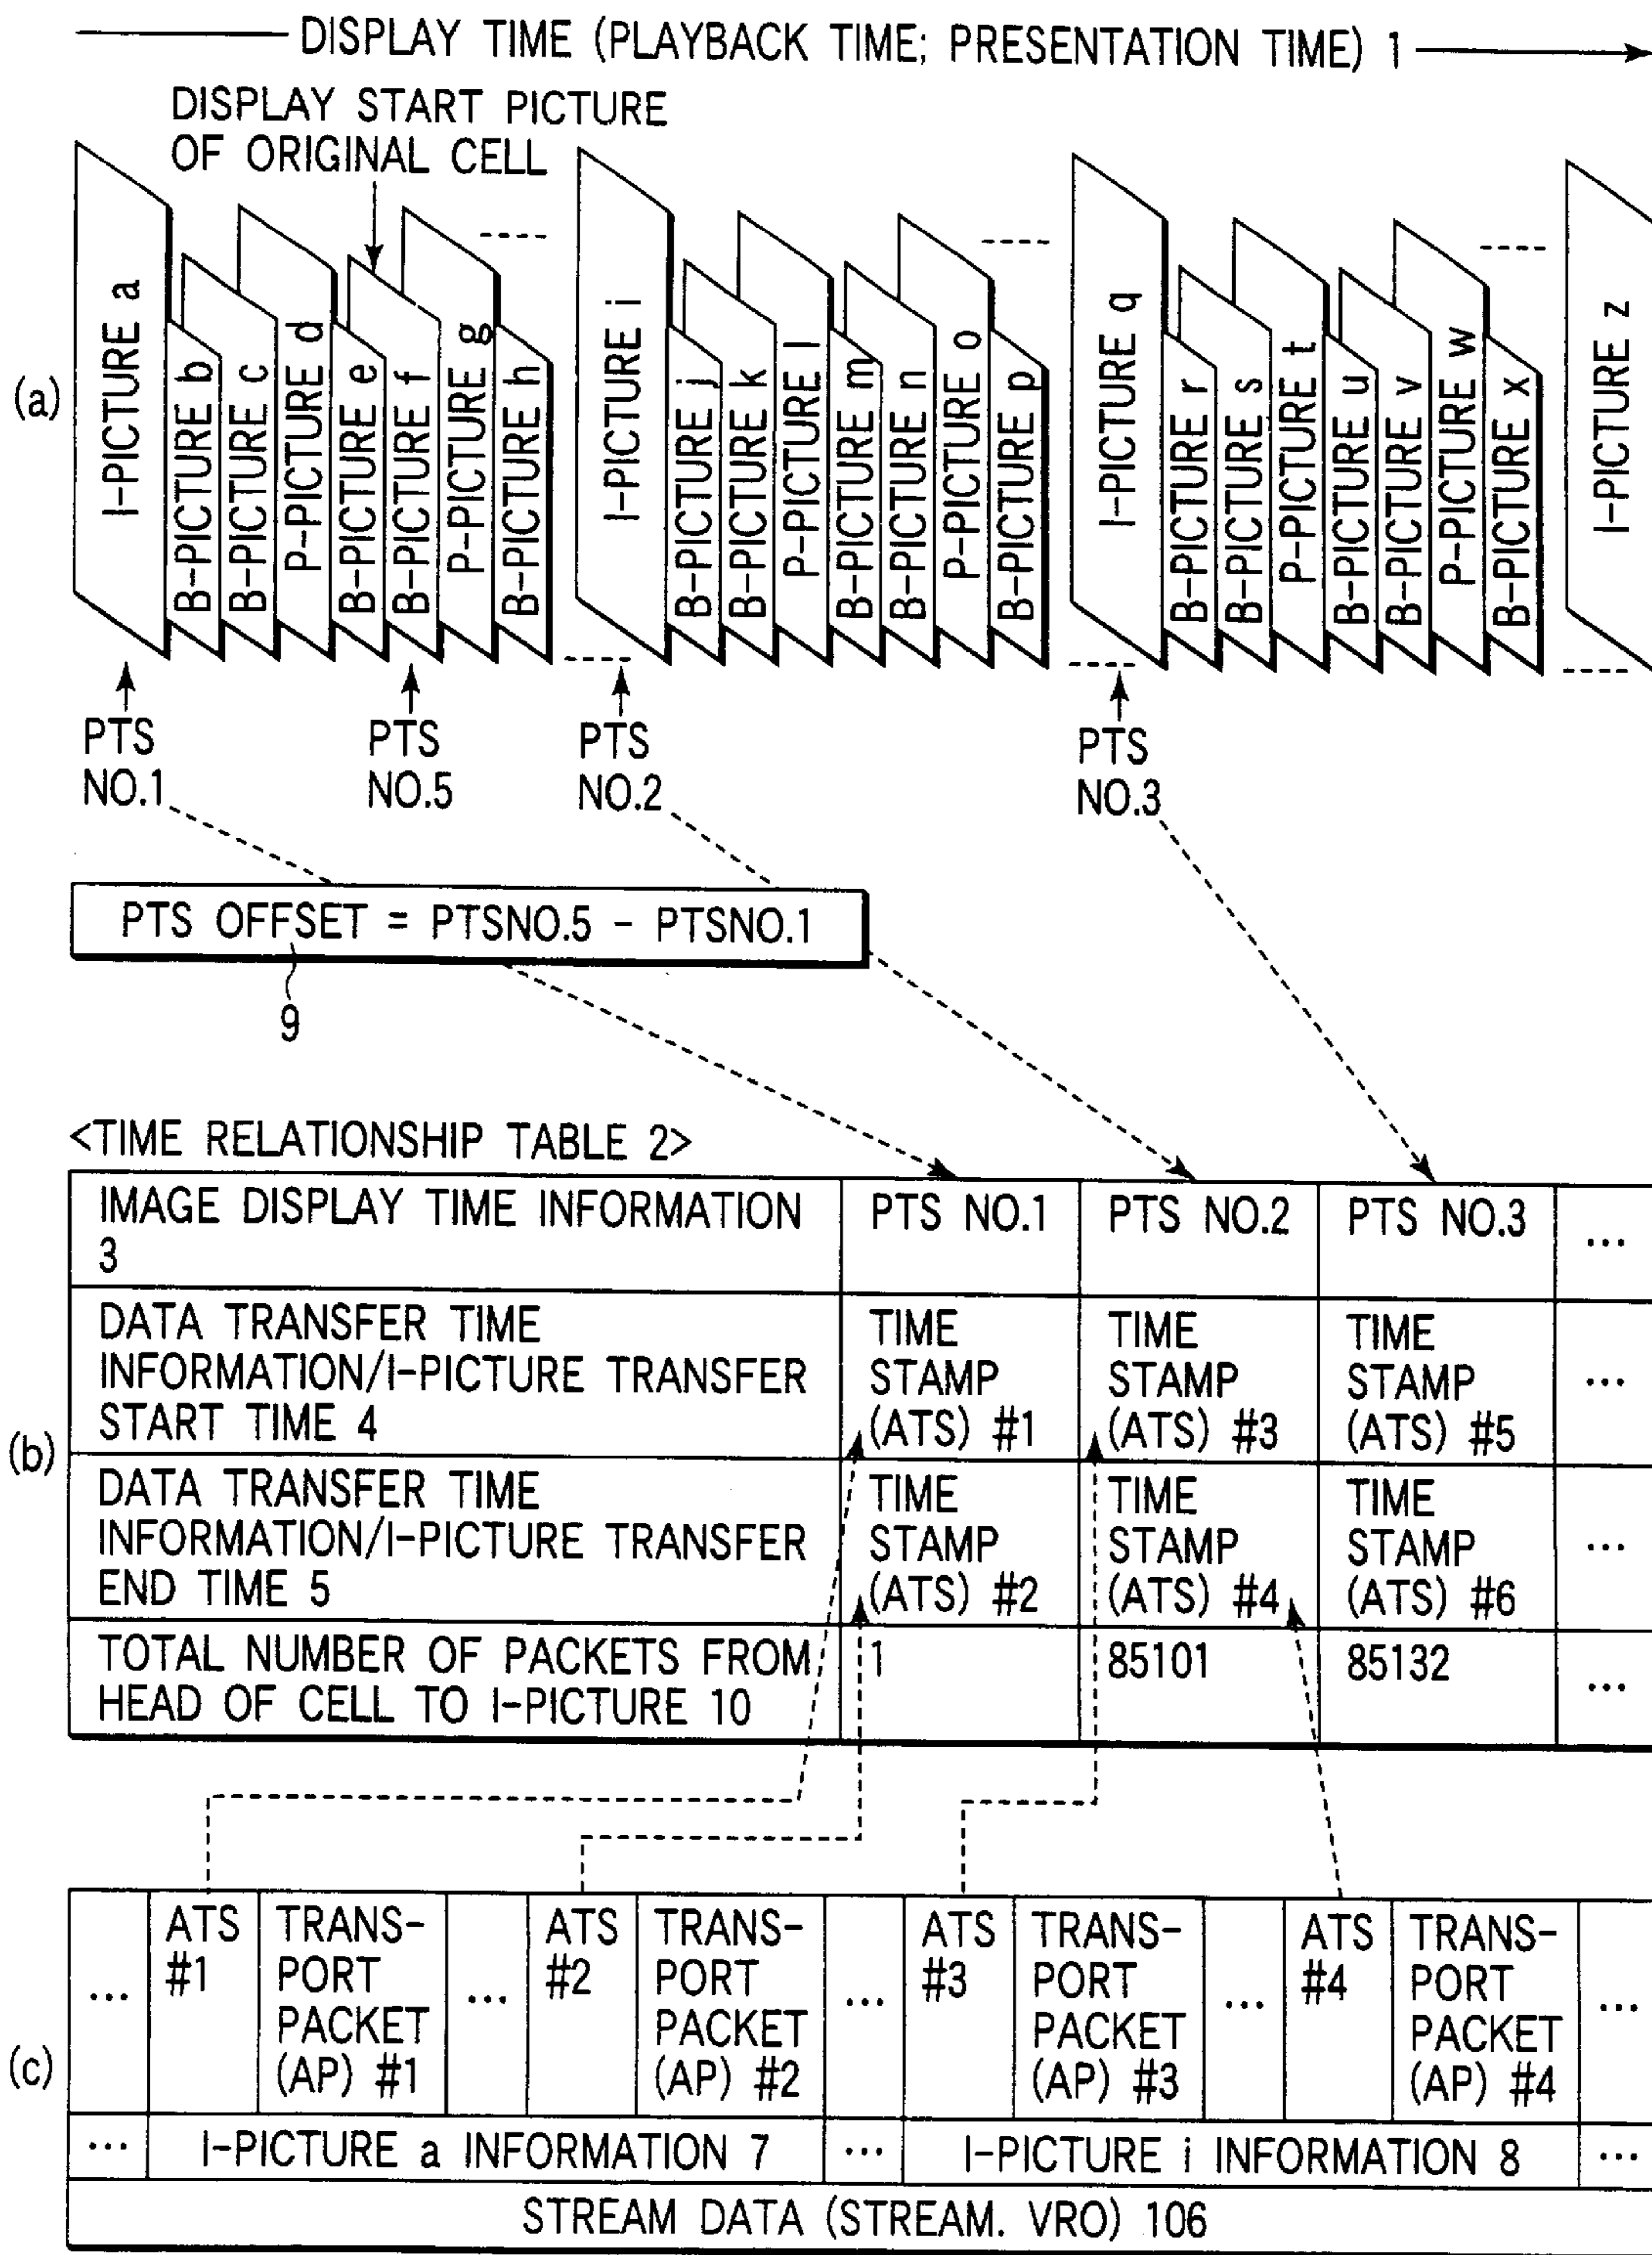 DISPLAY TIME (PLAYBACK TIME; PRESENTATION TIME) 1
DISPLAY START PICTURE
OF ORIGINAL CELL
(a)
I-PICTURE a
B-PICTURE b
B-PICTURE c
P-PICTURE d
B-PICTURE e
B-PICTURE f
P-PICTURE g
B-PICTURE h
I-PICTURE i
B-PICTURE j
B-PICTURE k
P-PICTURE l
B-PICTURE m
B-PICTURE n
P-PICTURE o
B-PICTURE p
I-PICTURE q
B-PICTURE r
B-PICTURE s
P-PICTURE t
B-PICTURE u
B-PICTURE v
P-PICTURE w
B-PICTURE x
I-PICTURE z
PTS
NO.1
PTS
NO.5
PTS
NO.2
PTS
NO.3
PTS OFFSET = PTSNO.5 - PTSNO.1
9
<TIME RELATIONSHIP TABLE 2>
(b)
IMAGE DISPLAY TIME INFORMATION
3
PTS NO.1
PTS NO.2
PTS NO.3
...
DATA TRANSFER TIME
INFORMATION/I-PICTURE TRANSFER
START TIME 4
TIME
STAMP
(ATS) #1
TIME
STAMP
(ATS) #3
TIME
STAMP
(ATS) #5
...
DATA TRANSFER TIME
INFORMATION/I-PICTURE TRANSFER
END TIME 5
TIME
STAMP
(ATS) #2
TIME
STAMP
(ATS) #4
TIME
STAMP
(ATS) #6
...
TOTAL NUMBER OF PACKETS FROM
HEAD OF CELL TO I-PICTURE 10
1
85101
85132
...
(c)
...
ATS
#1
TRANS-
PORT
PACKET
(AP) #1
...
ATS
#2
TRANS-
PORT
PACKET
(AP) #2
...
ATS
#3
TRANS-
PORT
PACKET
(AP) #3
...
ATS
#4
TRANS-
PORT
PACKET
(AP) #4
...
...
I-PICTURE a INFORMATION 7
...
I-PICTURE i INFORMATION 8
...
STREAM DATA (STREAM. VRO) 106